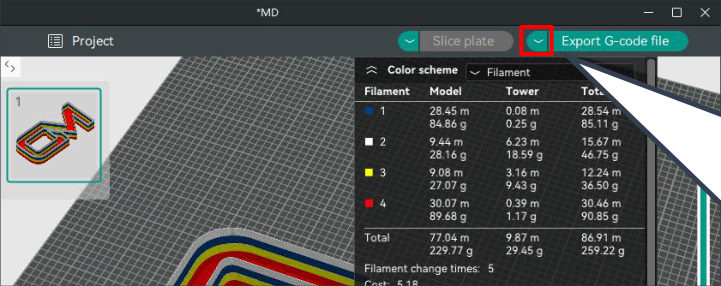 *MD
Project
Slice plate
Export G-code file
1
Color scheme
Filament
Filament Model Tower
1 28.45 m 0.08 m 28.54 m
84.86 g 0.25 g 85.11 g
2 9.44 m 6.23 m 15.67 m
28.16 g 18.59 g 46.75 g
3 9.08 m 3.16 m 12.24 m
27.07 g 9.43 g 36.50 g
4 30.07 m 0.39 m 30.46 m
89.68 g 1.17 g 90.85 g
Total 77.04 m 9.87 m 86.91 m
229.77 g 29.45 g 259.22 g
Filament change times: 5
Cost: 5.18